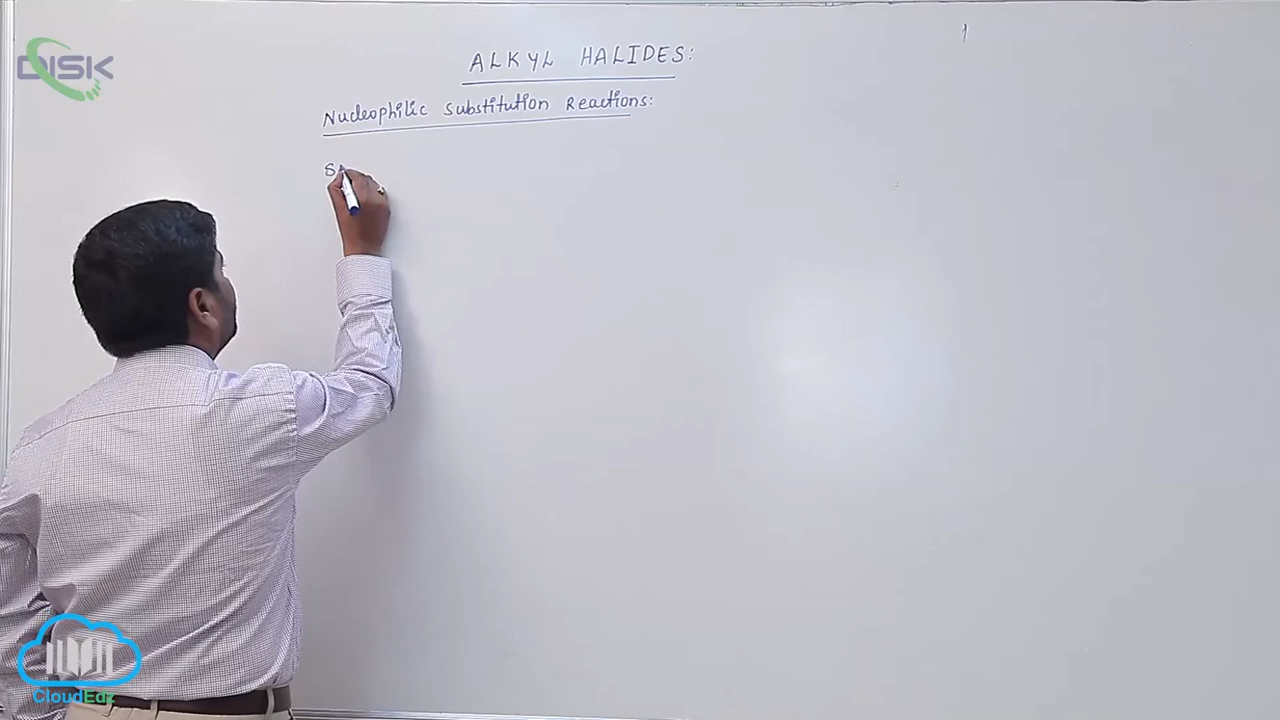 DISK
ALKYL HALIDES:
Nucleophilic Substitution Reactions:
S
CloudEdz